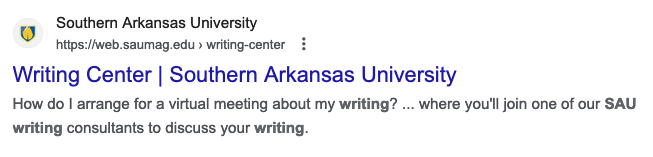 Southern Arkansas University
https://web.saumag.edu › writing-center
Writing Center | Southern Arkansas University
How do I arrange for a virtual meeting about my writing? ... where you'll join one of our SAU
writing consultants to discuss your writing.